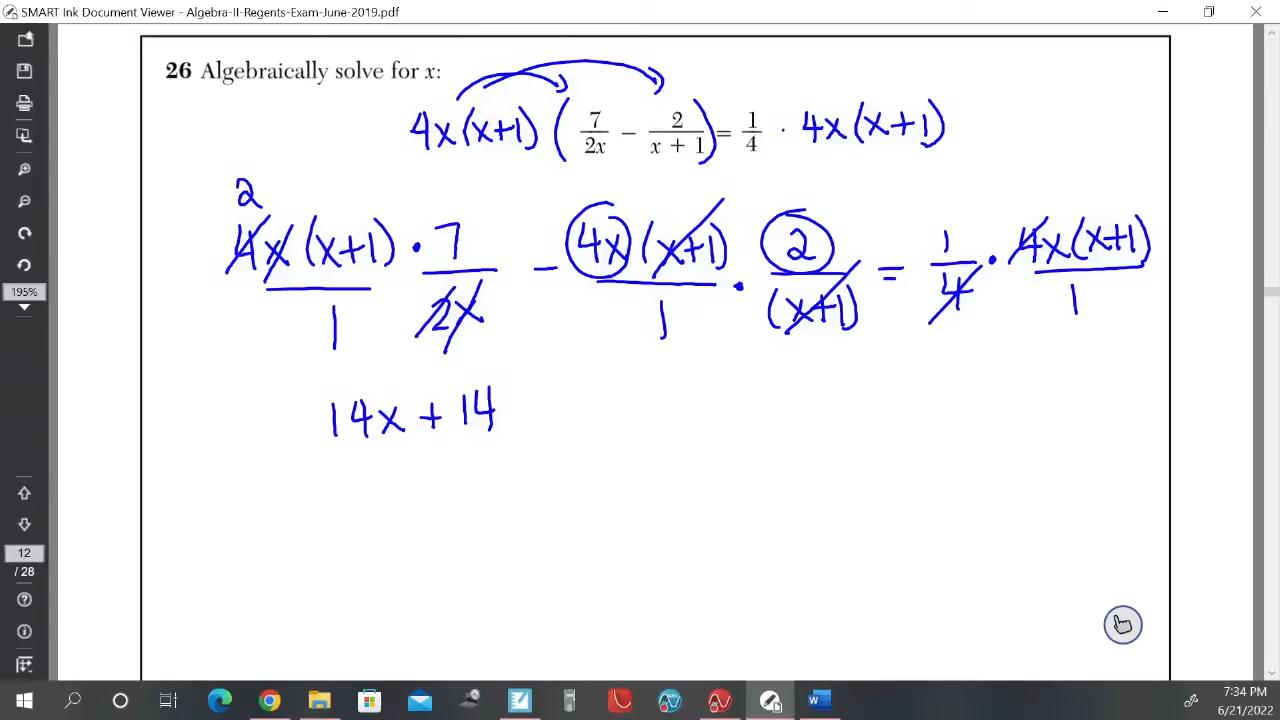 SMART Ink Document Viewer - Algebra-II-Regents-Exam-June-2019.pdf
26 Algebraically solve for x:
4x(x+1) ( 7/2x − 2/(x + 1) ) = 1/4 · 4x(x+1)
2
4x(x+1)/1 · 7/2x − 4x(x+1)/1 · 2/(x+1) = 1/4 · 4x(x+1)/1
14x + 14
195%
12
/ 28
7:34 PM
6/21/2022